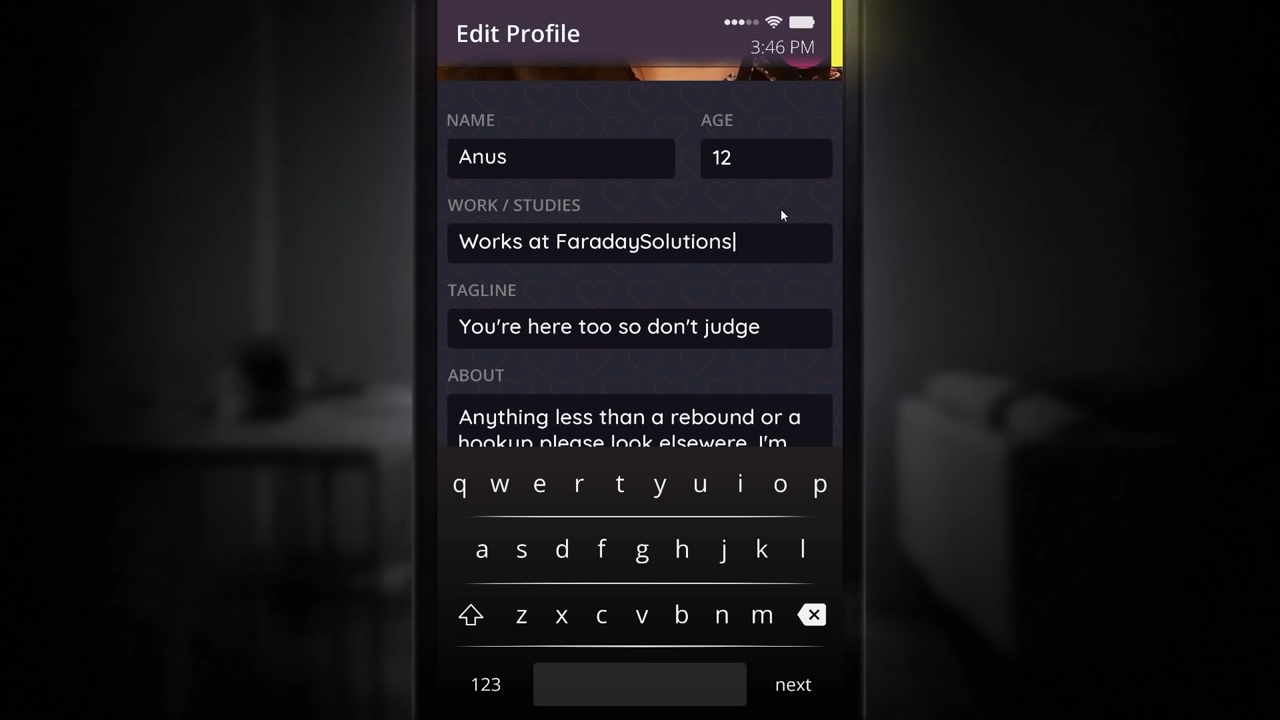 Edit Profile
3:46 PM
NAME
AGE
Anus
12
WORK / STUDIES
Works at FaradaySolutions
TAGLINE
You're here too so don't judge
ABOUT
Anything less than a rebound or a
hookup please look elsewere. I'm
q w e r t y u i o p
a s d f g h j k l
z x c v b n m
123 next